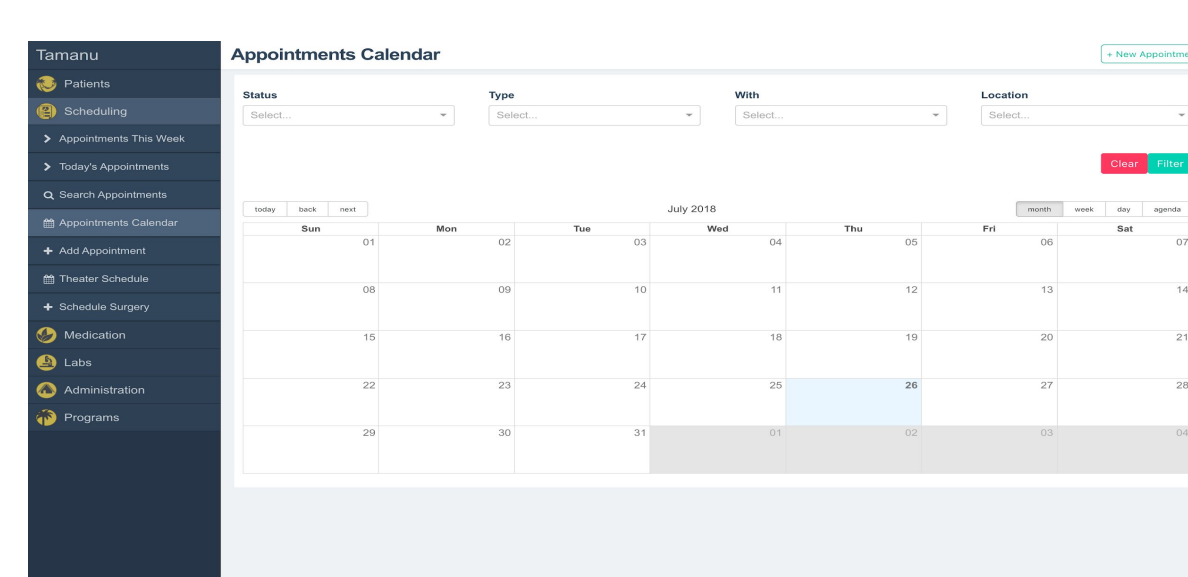 Tamanu
Patients
Scheduling
Appointments This Week
Today's Appointments
Search Appointments
Appointments Calendar
+ Add Appointment
Theater Schedule
+ Schedule Surgery
Medication
Labs
Administration
Programs
Appointments Calendar
+ New Appointme
Status Type With Location
Select... Select... Select... Select...
Clear Filter
today back next July 2018 month week day agenda
Sun Mon Tue Wed Thu Fri Sat
01 02 03 04 05 06 07
08 09 10 11 12 13 14
15 16 17 18 19 20 21
22 23 24 25 26 27 28
29 30 31 01 02 03 04